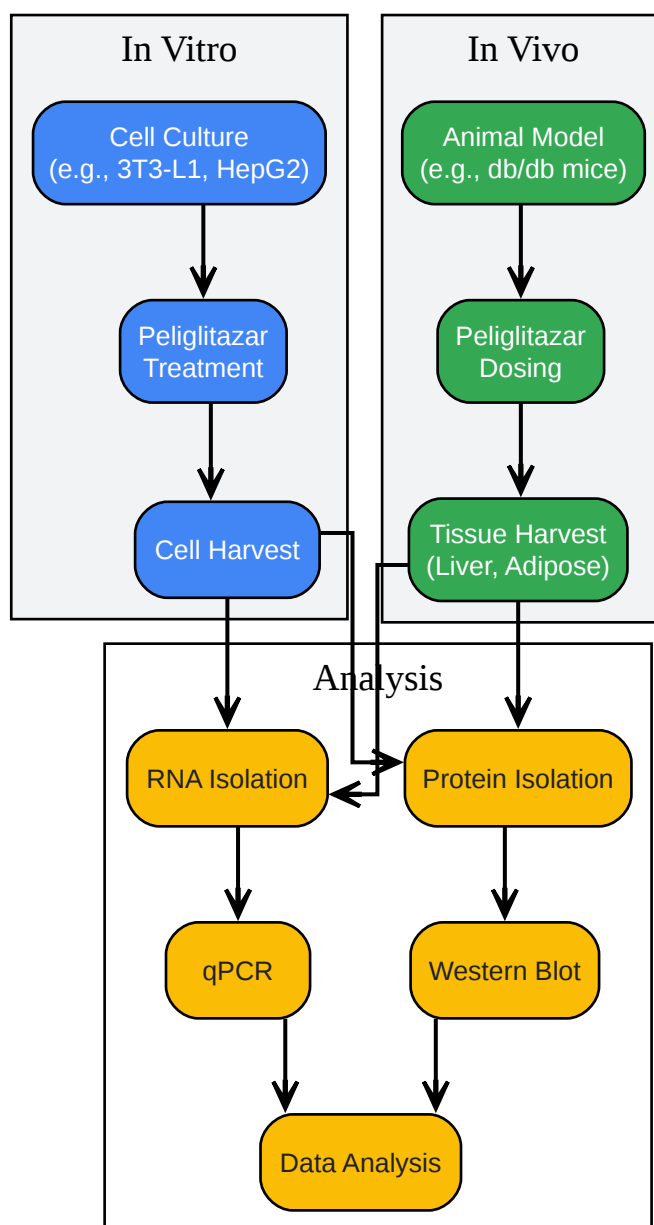 In Vitro
Cell Culture
(e.g., 3T3-L1, HepG2)
Peliglitazar
Treatment
Cell Harvest
In Vivo
Animal Model
(e.g., db/db mice)
Peliglitazar
Dosing
Tissue Harvest
(Liver, Adipose)
Analysis
RNA Isolation
Protein Isolation
qPCR
Western Blot
Data Analysis